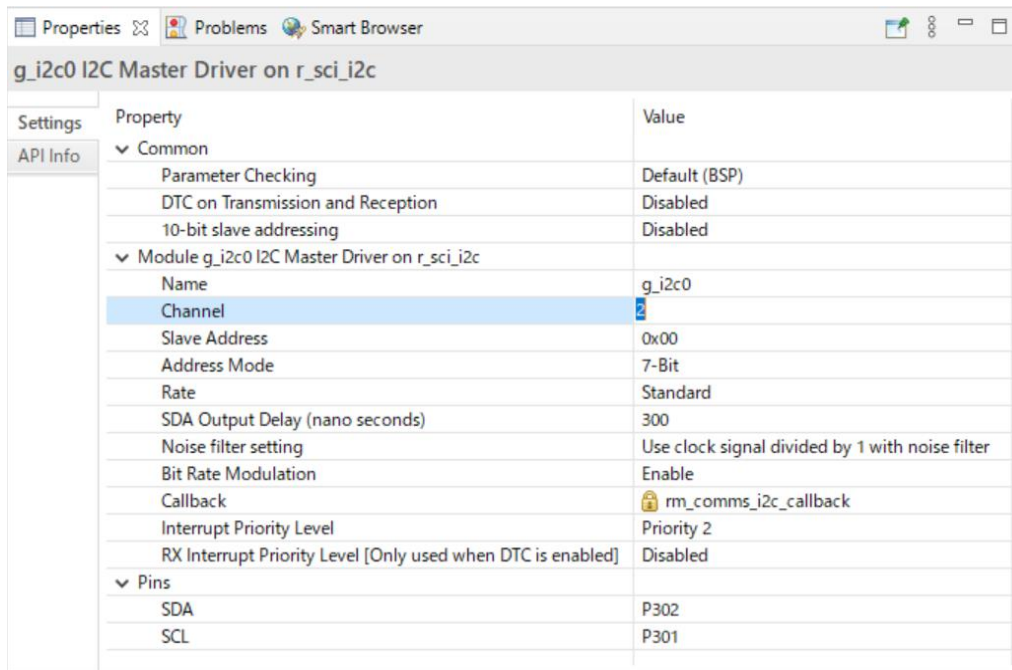 Properties Problems Smart Browser
g_i2c0 I2C Master Driver on r_sci_i2c
Settings
API Info
Property Value
Common
Parameter Checking Default (BSP)
DTC on Transmission and Reception Disabled
10-bit slave addressing Disabled
Module g_i2c0 I2C Master Driver on r_sci_i2c
Name g_i2c0
Channel 2
Slave Address 0x00
Address Mode 7-Bit
Rate Standard
SDA Output Delay (nano seconds) 300
Noise filter setting Use clock signal divided by 1 with noise filter
Bit Rate Modulation Enable
Callback rm_comms_i2c_callback
Interrupt Priority Level Priority 2
RX Interrupt Priority Level [Only used when DTC is enabled] Disabled
Pins
SDA P302
SCL P301